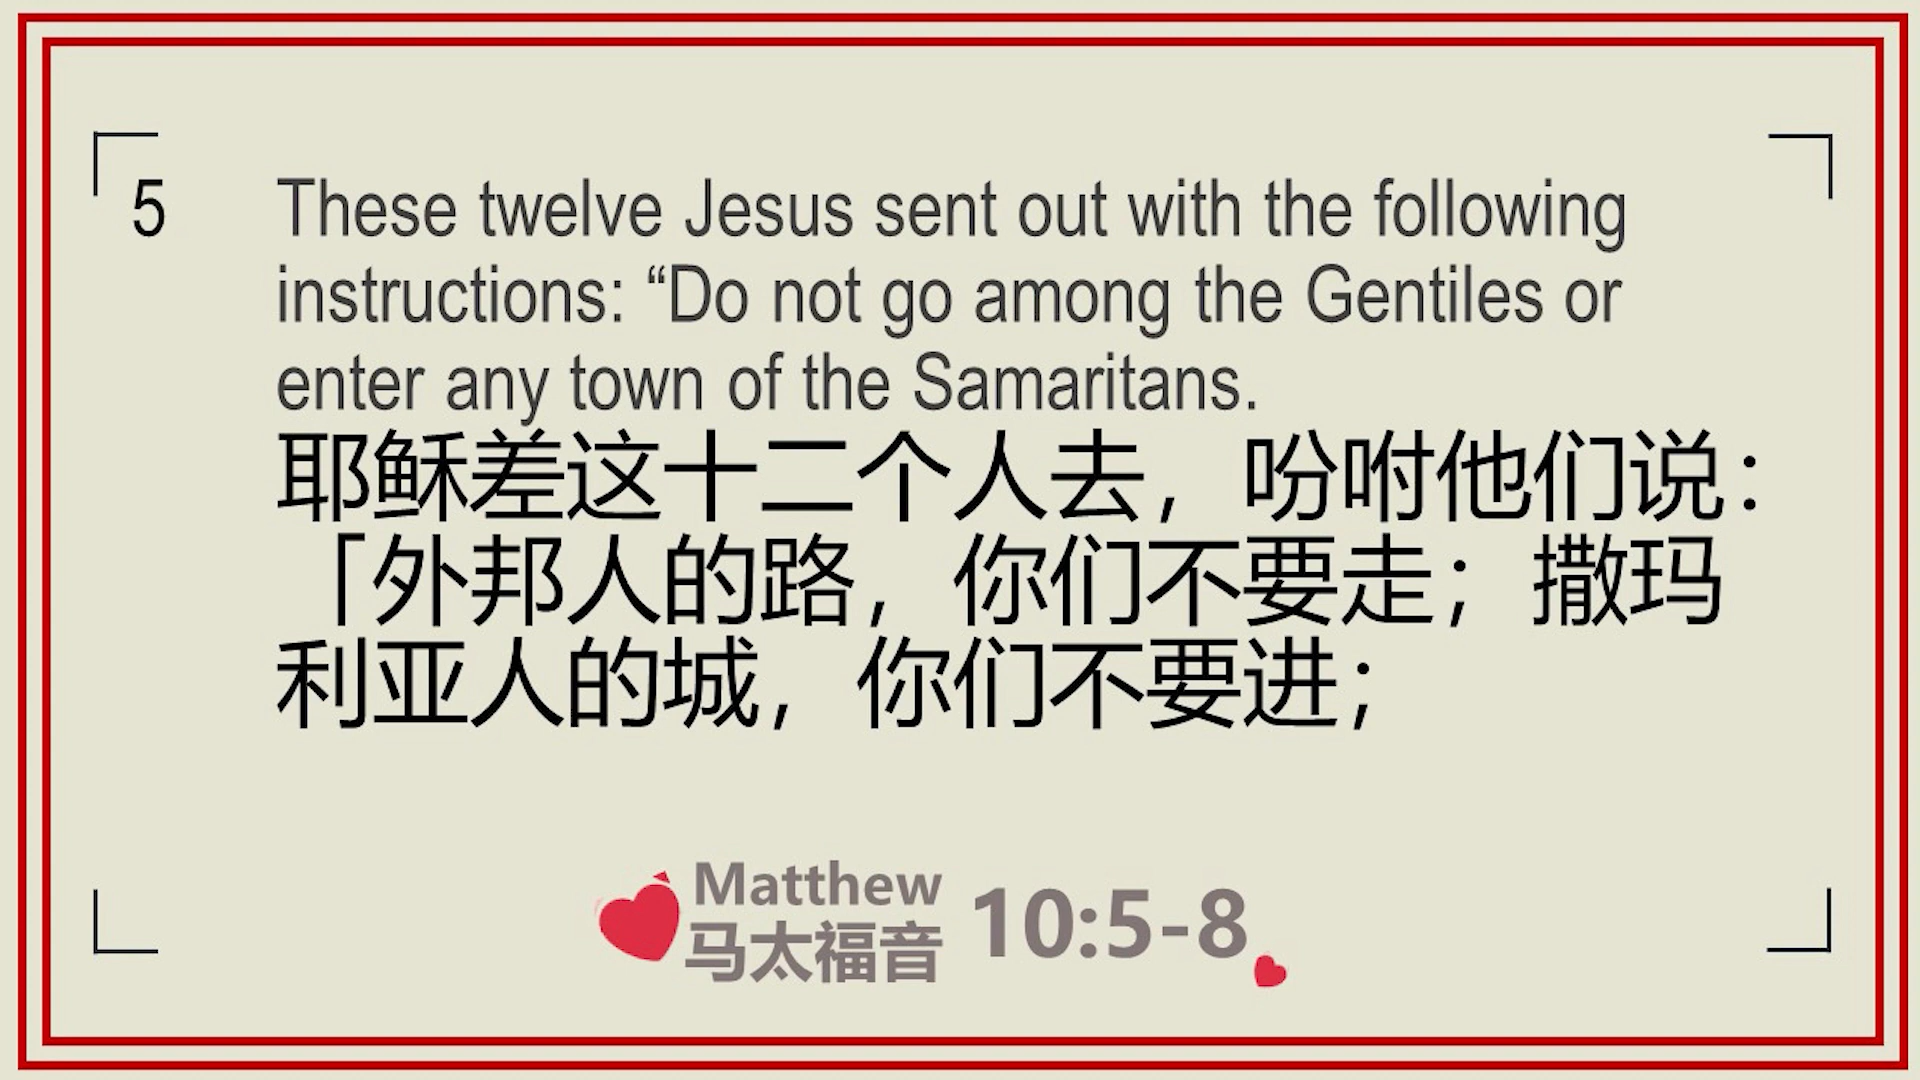 5 These twelve Jesus sent out with the following
instructions: “Do not go among the Gentiles or
enter any town of the Samaritans.
耶稣差这十二个人去，吩咐他们说：
「外邦人的路，你们不要走；撒玛
利亚人的城，你们不要进；
Matthew
马太福音
10:5-8